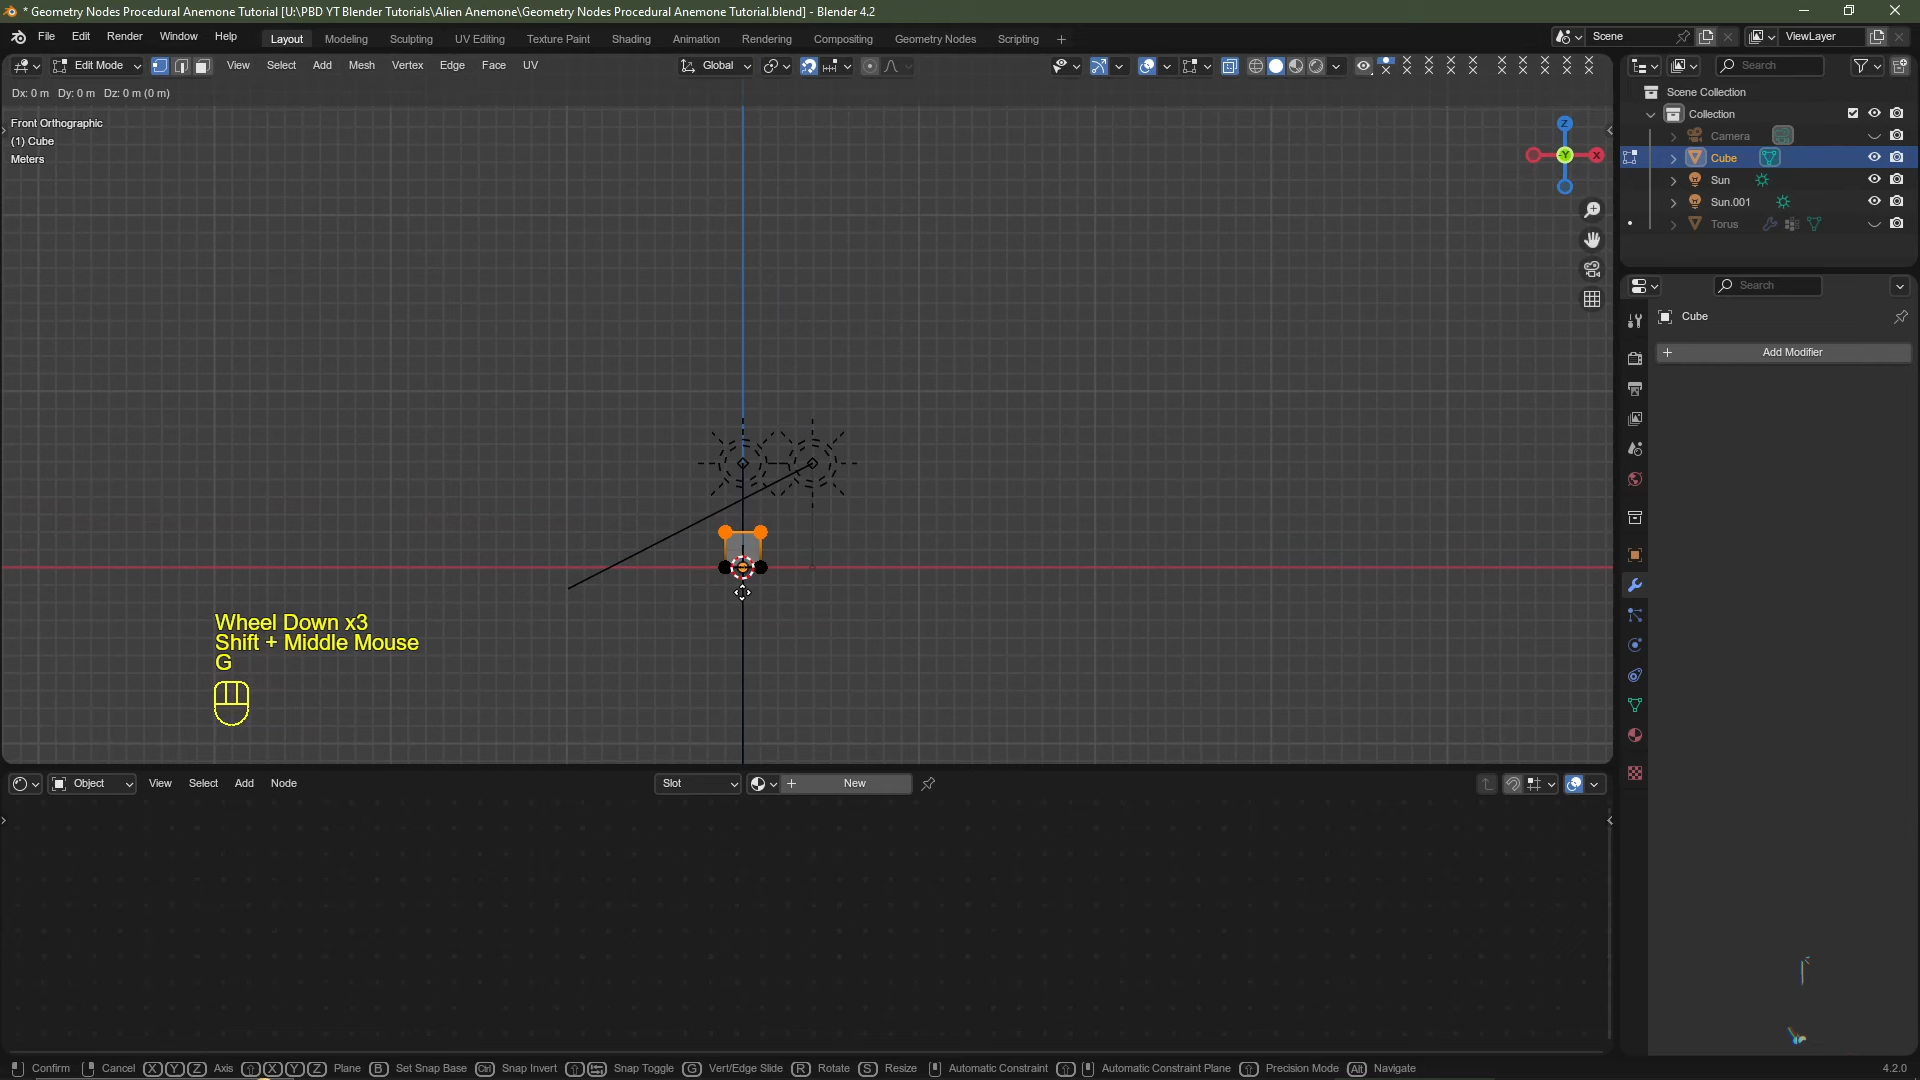 * Geometry Nodes Procedural Anemone Tutorial [U:\PBD YT Blender Tutorials\Alien Anemone\Geometry Nodes Procedural Anemone Tutorial.blend] - Blender 4.2
File Edit Render Window Help Layout Modeling Sculpting UV Editing Texture Paint Shading Animation Rendering Compositing Geometry Nodes Scripting + Scene ViewLayer
Edit Mode View Select Add Mesh Vertex Edge Face UV Global Search
Dx: 0 m Dy: 0 m Dz: 0 m (0 m)
Scene Collection
Collection
Front Orthographic
(1) Cube
Meters
Camera
Cube
Sun
Sun.001
Torus
Z
Y
X
Search
Cube
+ Add Modifier
Wheel Down x3
Shift + Middle Mouse
G
Object View Select Add Node Slot + New
Confirm Cancel X Y Z Axis X Y Z Plane B Set Snap Base Ctrl Snap Invert Snap Toggle G Vert/Edge Slide R Rotate S Resize Automatic Constraint Automatic Constraint Plane Precision Mode Alt Navigate 4.2.0